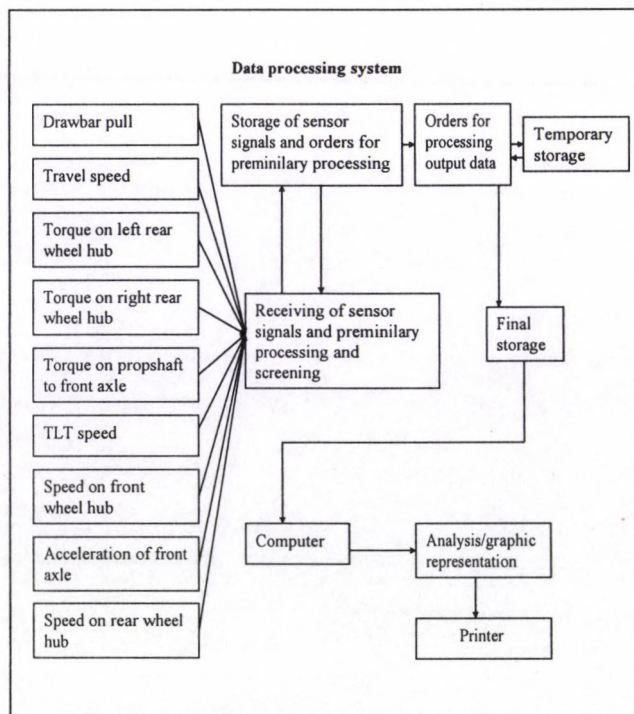 Data processing system
Drawbar pull
Travel speed
Torque on left rear
wheel hub
Torque on right rear
wheel hub
Torque on propshaft
to front axle
TLT speed
Speed on front
wheel hub
Acceleration of front
axle
Speed on rear wheel
hub
Storage of sensor
signals and orders for
preminilary processing
Orders for
processing
output data
Temporary
storage
Receiving of sensor
signals and preminilary
processing and
screening
Final
storage
Computer
Analysis/graphic
representation
Printer